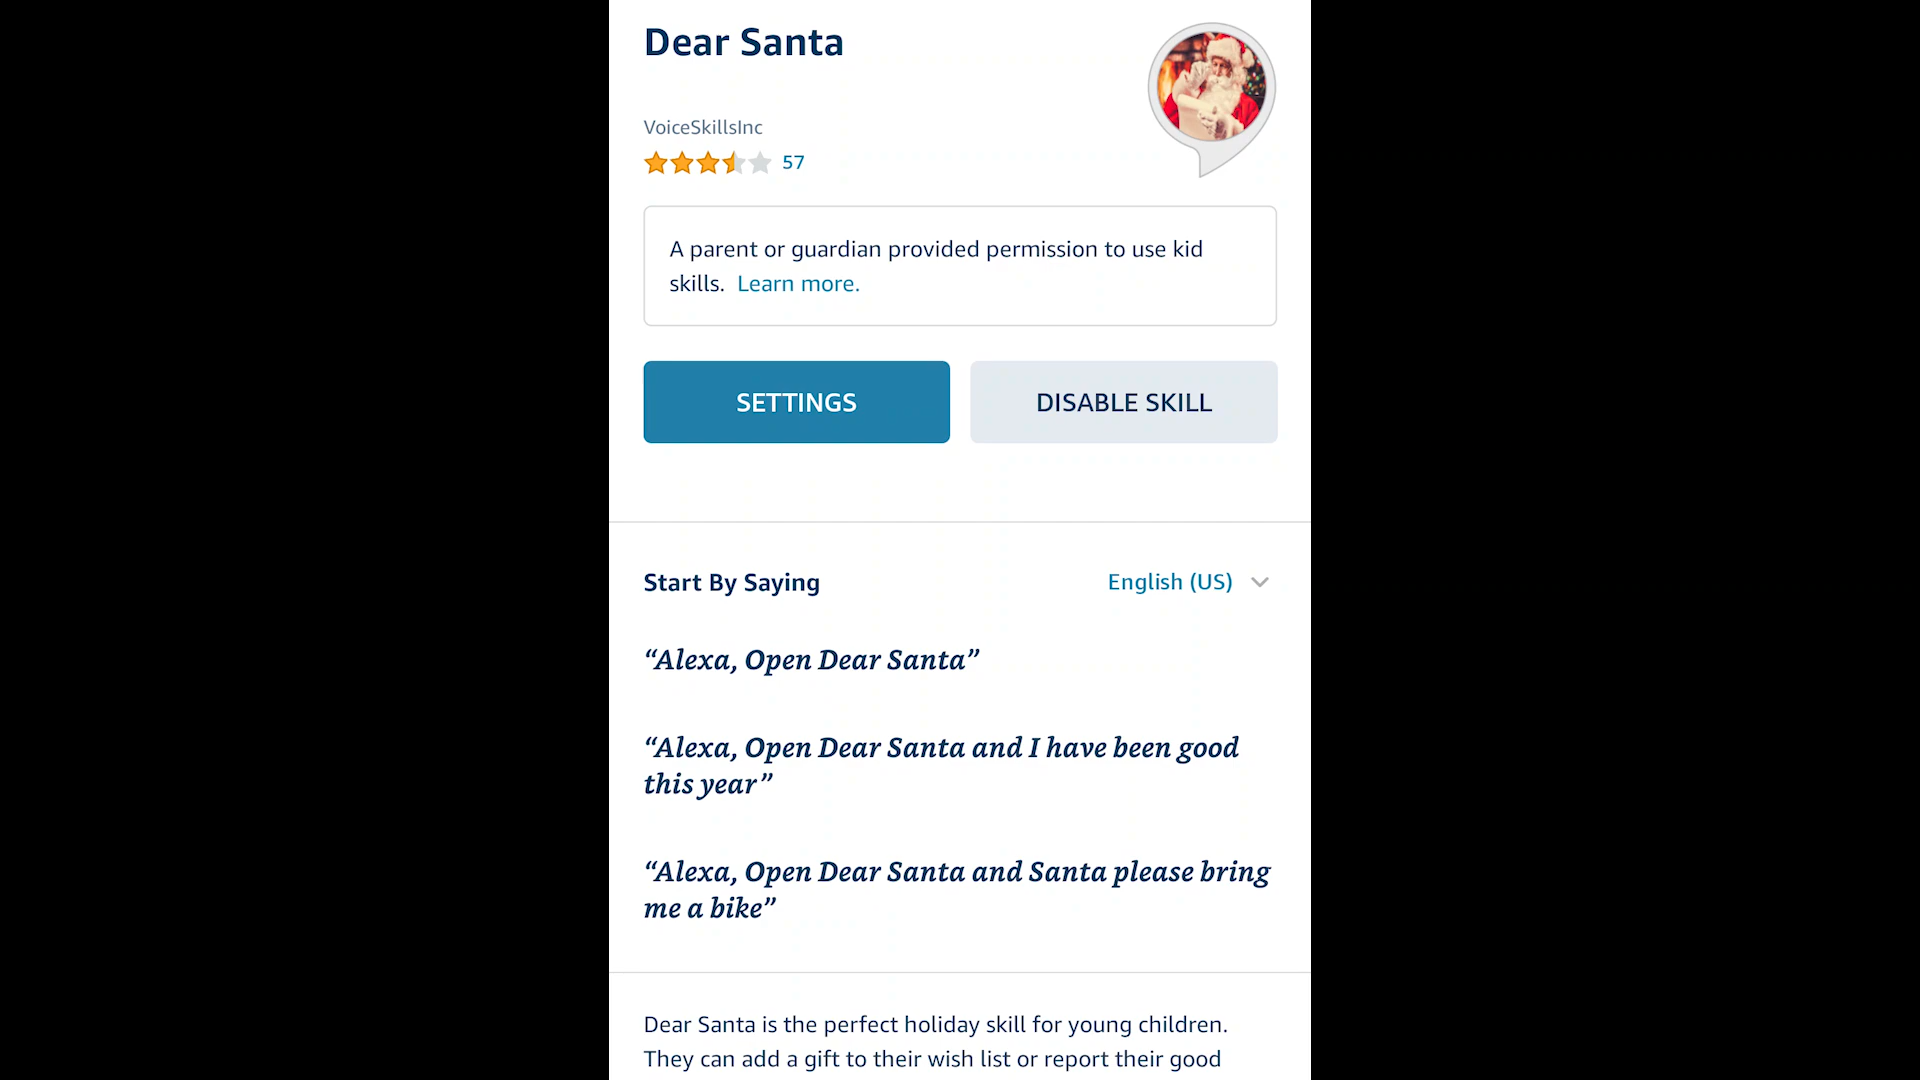 Dear Santa
VoiceSkillsInc
57
A parent or guardian provided permission to use kid
skills. Learn more.
SETTINGS
DISABLE SKILL
Start By Saying
English (US)
“Alexa, Open Dear Santa”
“Alexa, Open Dear Santa and I have been good
this year”
“Alexa, Open Dear Santa and Santa please bring
me a bike”
Dear Santa is the perfect holiday skill for young children.
They can add a gift to their wish list or report their good